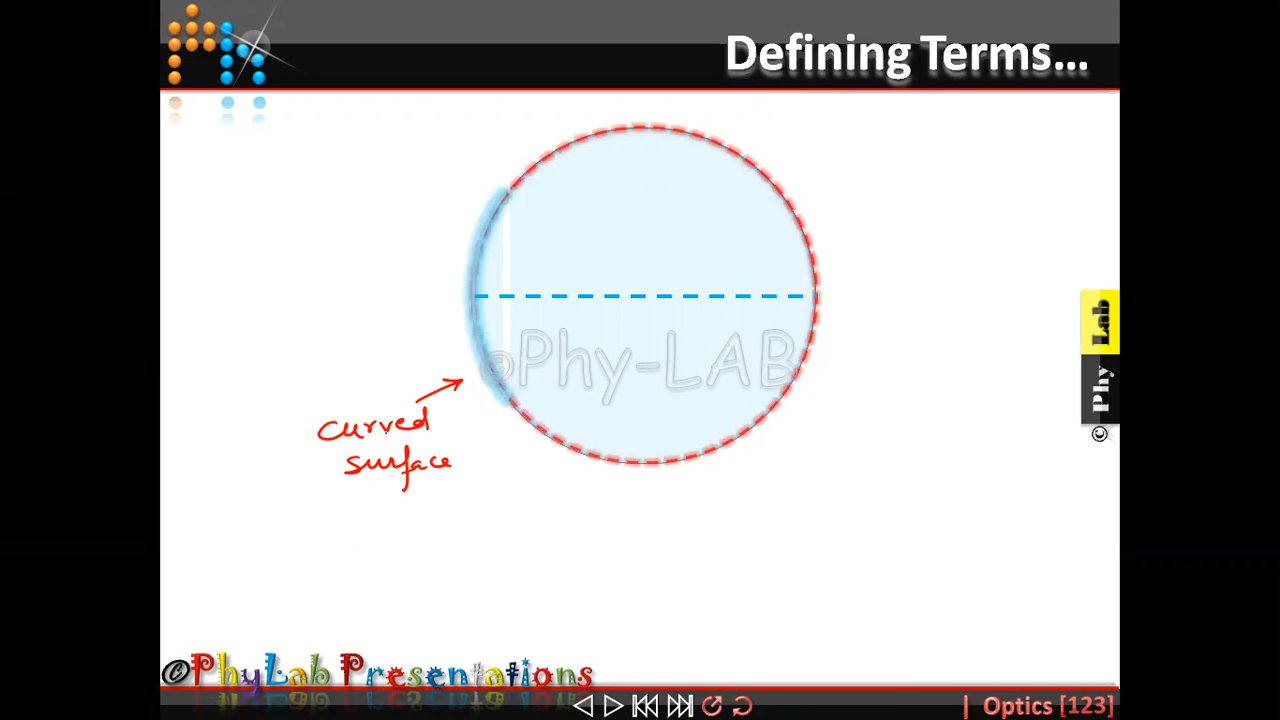 Defining Terms...
©Phy-LAB
curved
surface
© Phy Lab
©PhyLab Presentations
| Optics [123]